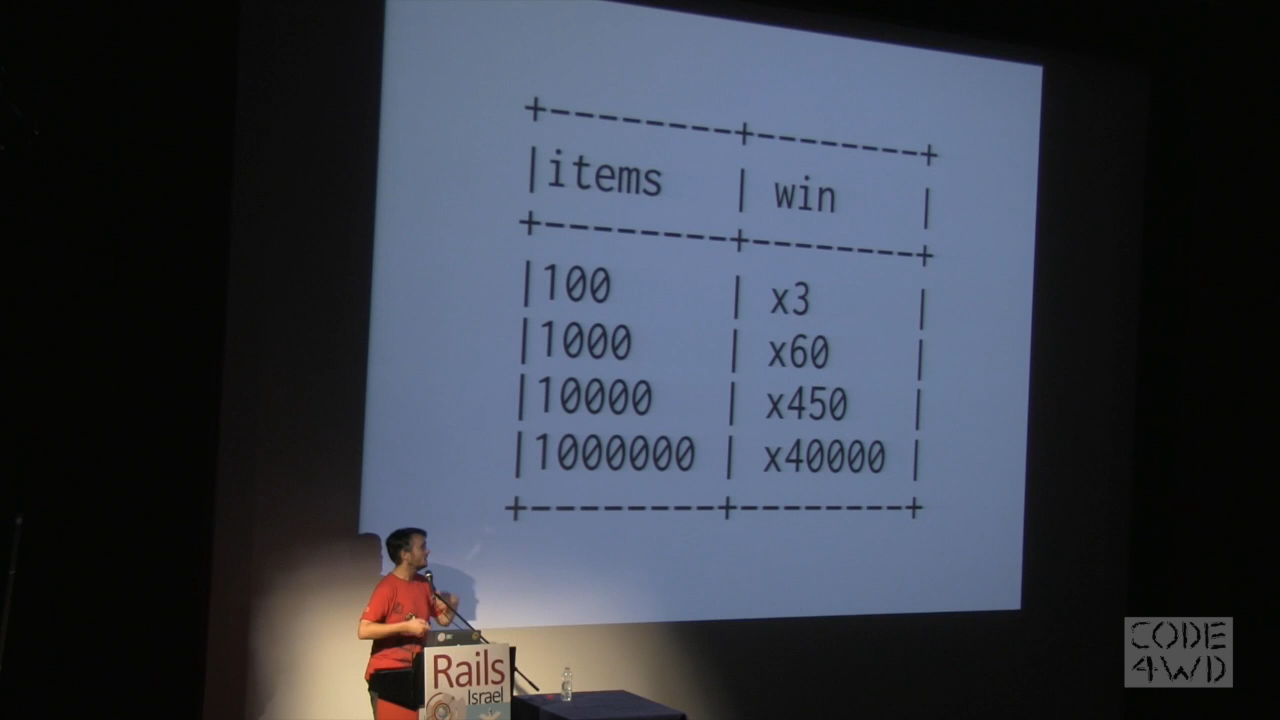 +---------+--------+
|items | win |
+---------+--------+
|100 | x3 |
|1000 | x60 |
|10000 | x450 |
|1000000 | x40000 |
+---------+--------+
Rails
Israel
CODE
4WD